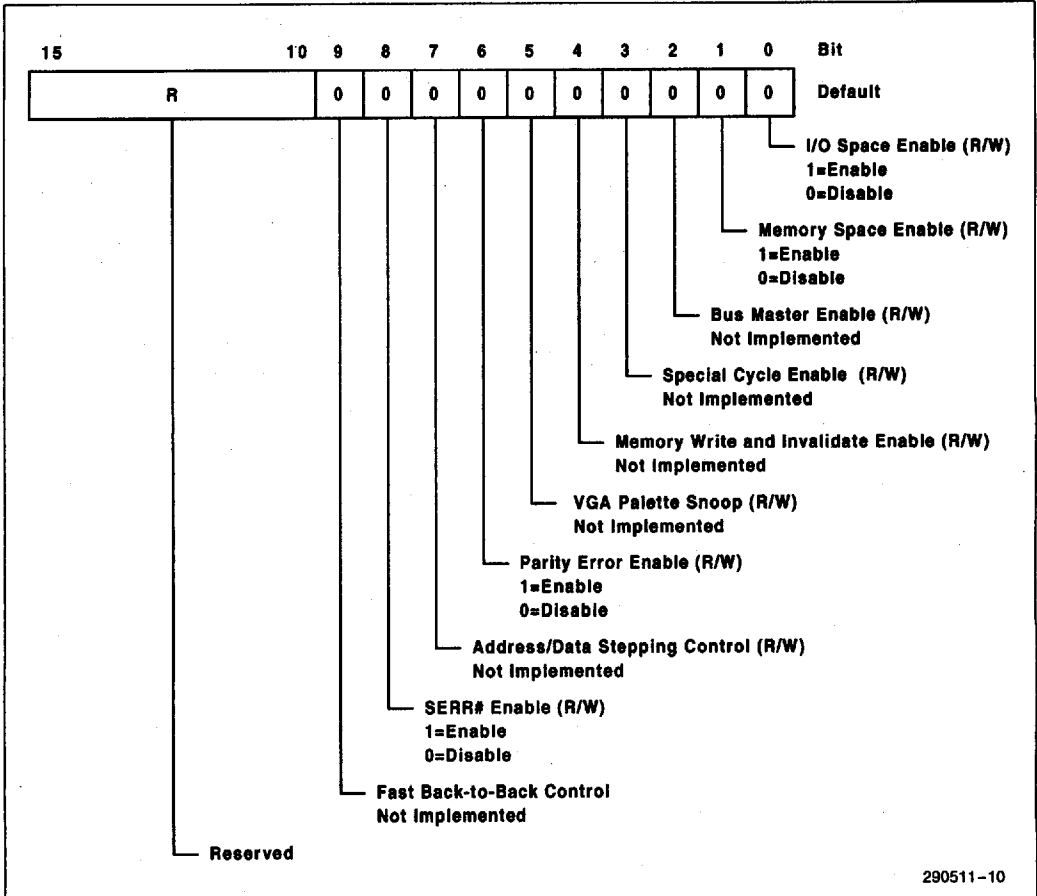 15 10 9 8 7 6 5 4 3 2 1 0 Bit
R 0 0 0 0 0 0 0 0 0 0 Default
I/O Space Enable (R/W)
1=Enable
0=Disable
Memory Space Enable (R/W)
1=Enable
0=Disable
Bus Master Enable (R/W)
Not Implemented
Special Cycle Enable (R/W)
Not Implemented
Memory Write and Invalidate Enable (R/W)
Not Implemented
VGA Palette Snoop (R/W)
Not Implemented
Parity Error Enable (R/W)
1=Enable
0=Disable
Address/Data Stepping Control (R/W)
Not Implemented
SERR# Enable (R/W)
1=Enable
0=Disable
Fast Back-to-Back Control
Not Implemented
Reserved
290511-10